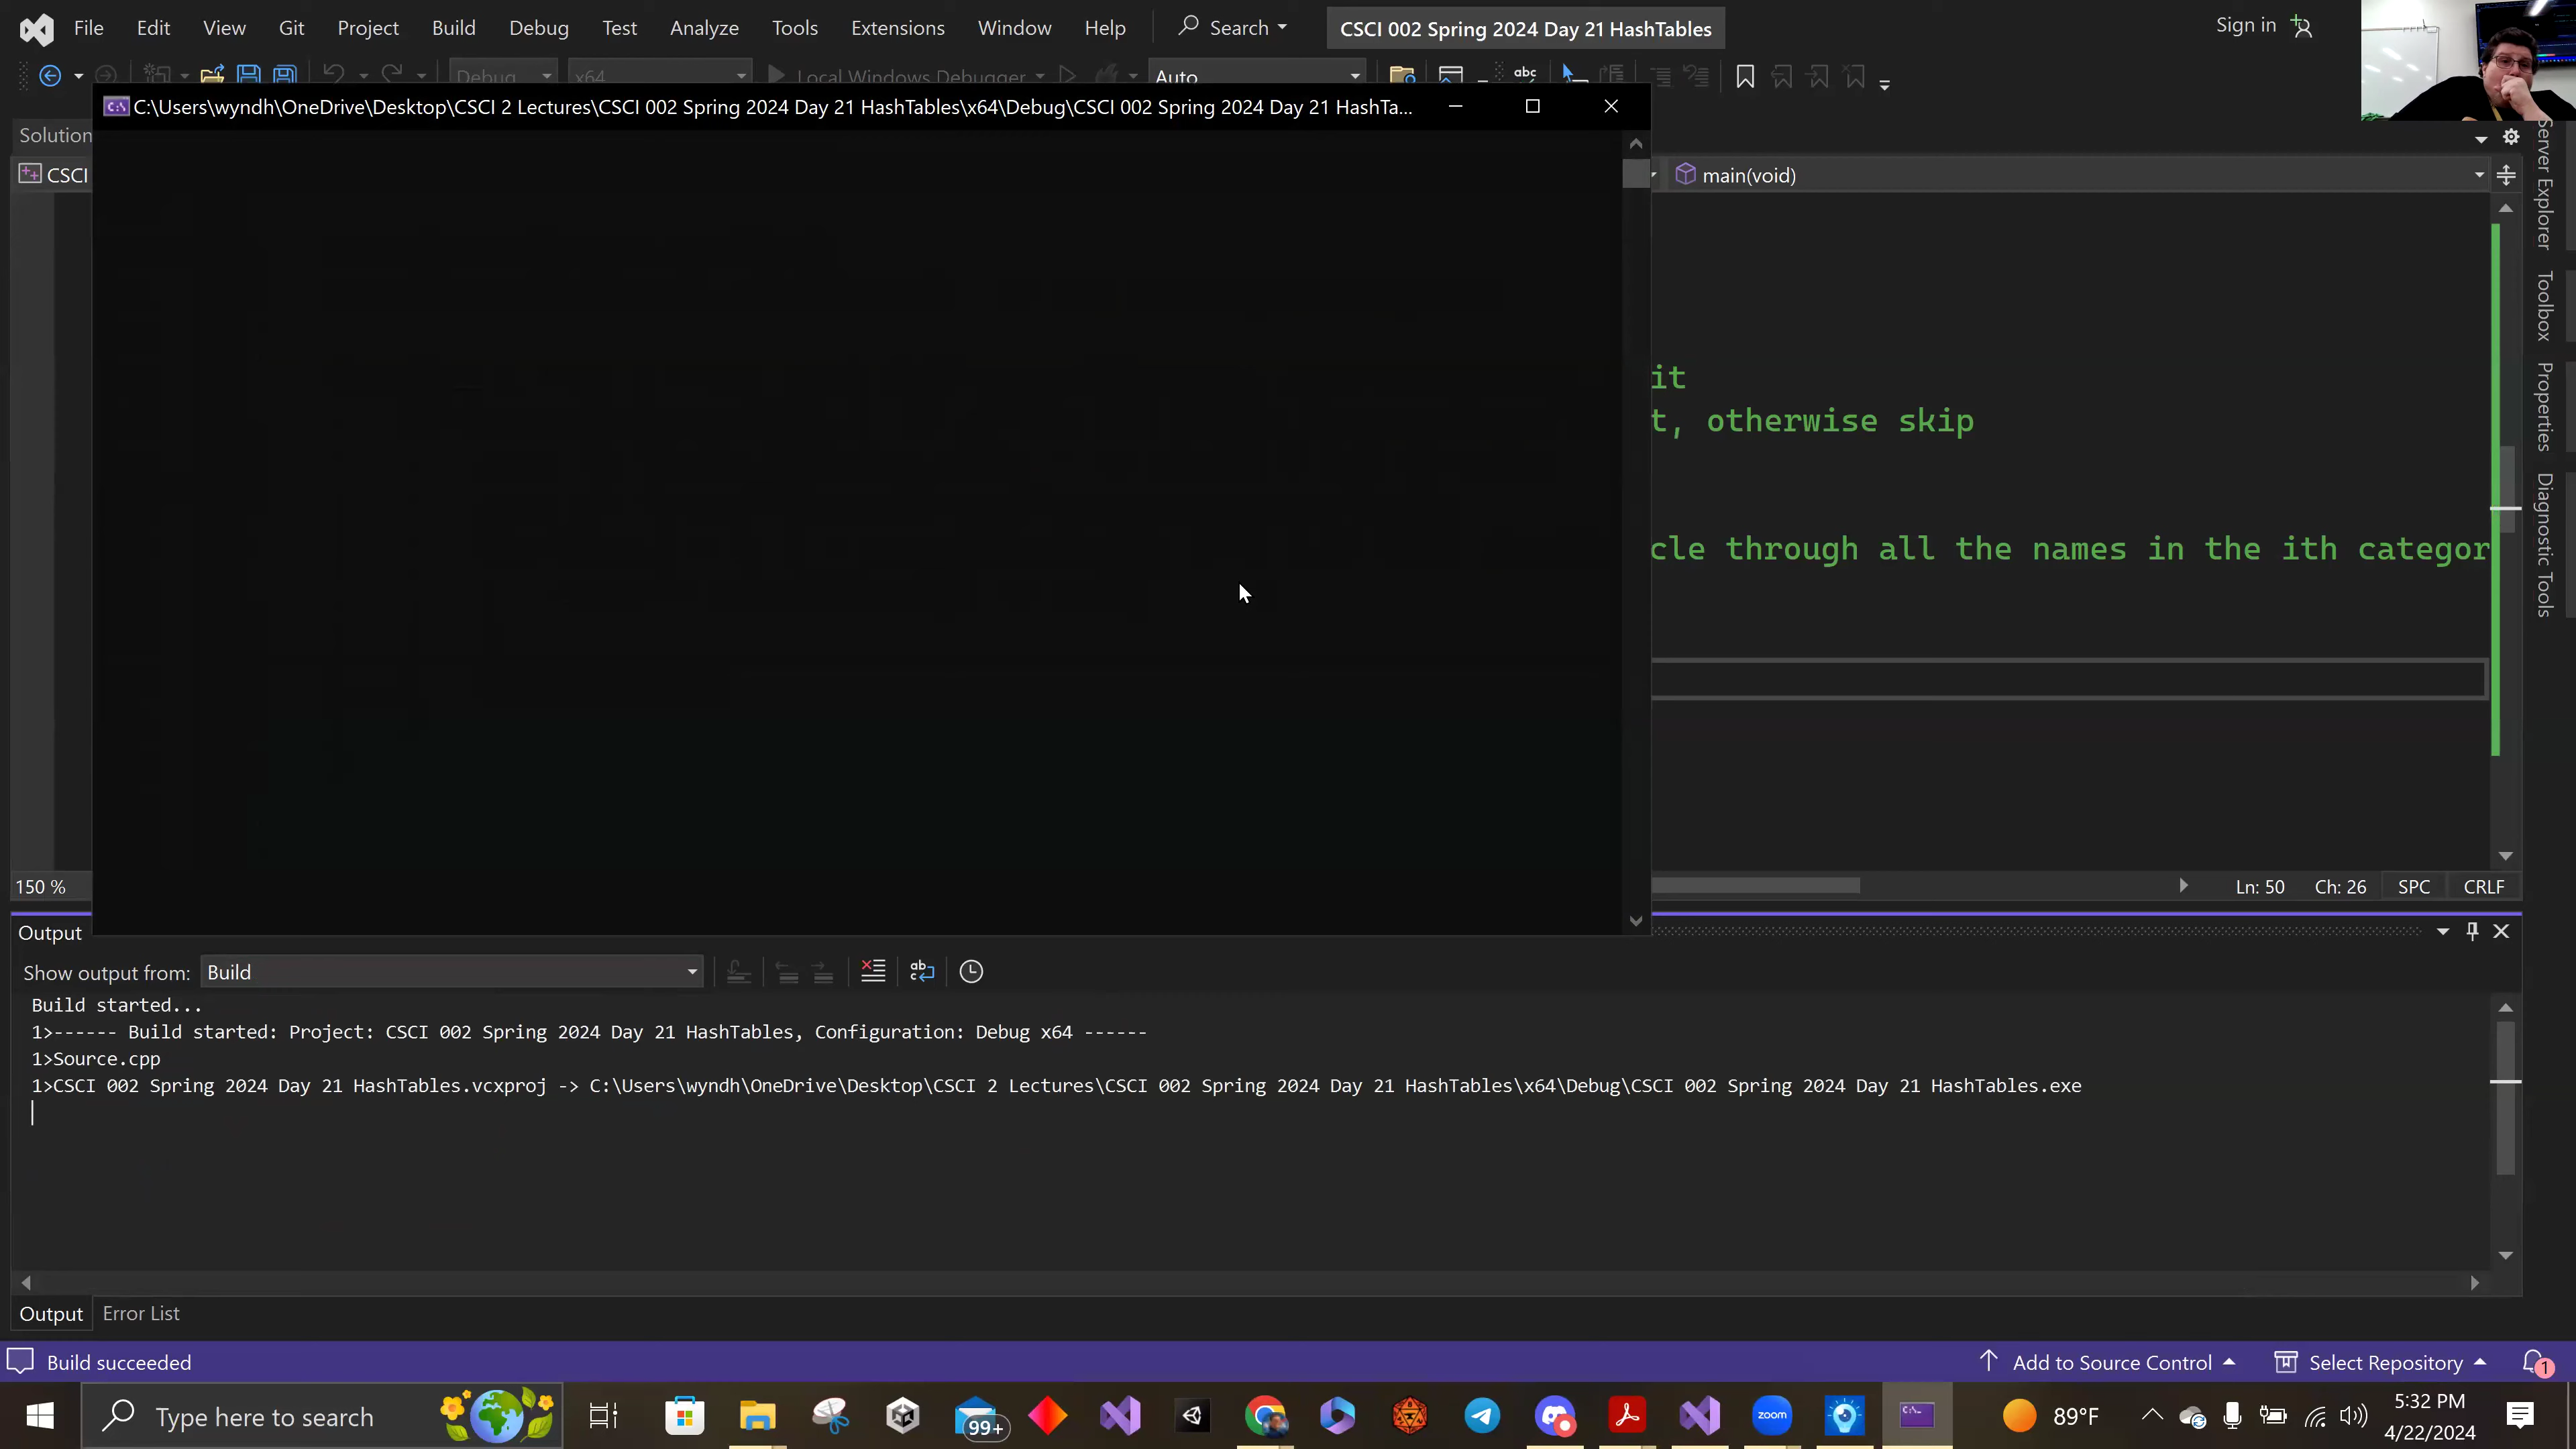 File Edit View Git Project Build Debug Test Analyze Tools Extensions Window Help Search CSCI 002 Spring 2024 Day 21 HashTables Sign in
Debug x64 Local Windows Debugger Auto
C:\Users\wyndh\OneDrive\Desktop\CSCI 2 Lectures\CSCI 002 Spring 2024 Day 21 HashTables\x64\Debug\CSCI 002 Spring 2024 Day 21 HashTa...
Solution
CSCI
main(void)
it
t, otherwise skip
cle through all the names in the ith categor
Server Explorer
Toolbox
Properties
Diagnostic Tools
150 %
Ln: 50 Ch: 26 SPC CRLF
Output
Show output from: Build
Build started...
1>------ Build started: Project: CSCI 002 Spring 2024 Day 21 HashTables, Configuration: Debug x64 ------
1>Source.cpp
1>CSCI 002 Spring 2024 Day 21 HashTables.vcxproj -> C:\Users\wyndh\OneDrive\Desktop\CSCI 2 Lectures\CSCI 002 Spring 2024 Day 21 HashTables\x64\Debug\CSCI 002 Spring 2024 Day 21 HashTables.exe
Output Error List
Build succeeded
Add to Source Control Select Repository 1
Type here to search
99+
zoom
89°F
5:32 PM
4/22/2024